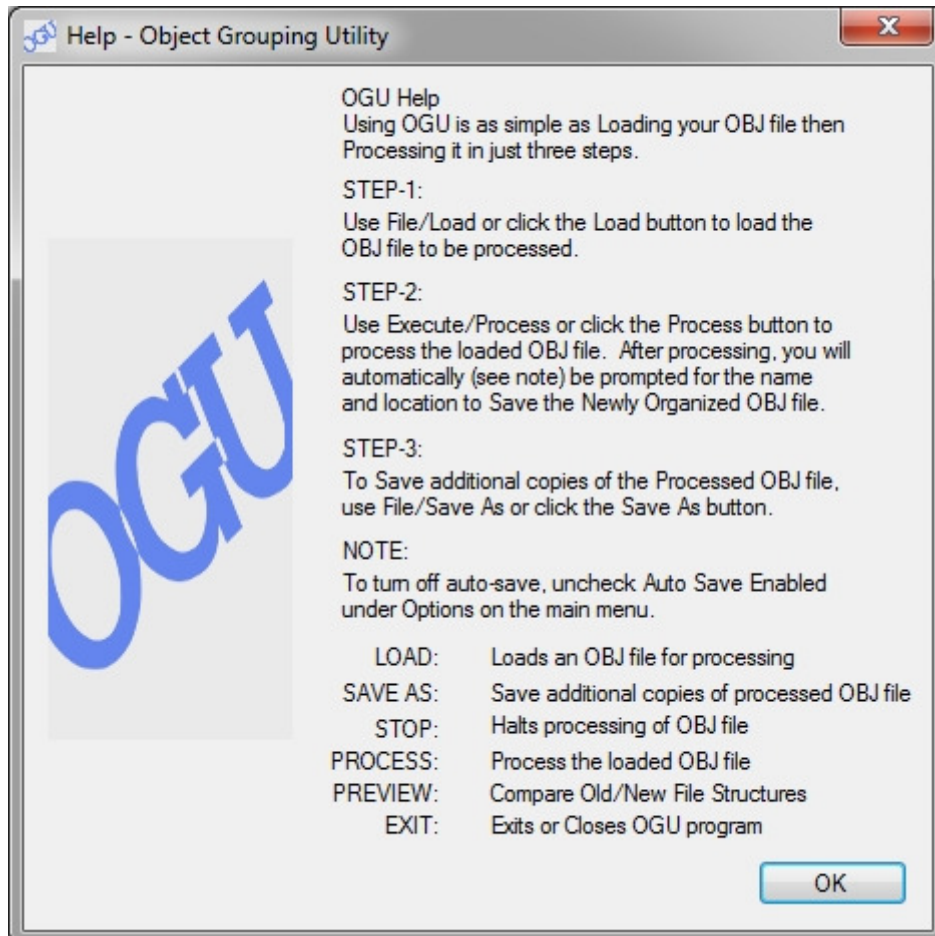 OGU Help - Object Grouping Utility
OGU Help
Using OGU is as simple as Loading your OBJ file then
Processing it in just three steps.
STEP-1:
Use File/Load or click the Load button to load the
OBJ file to be processed.
STEP-2:
Use Execute/Process or click the Process button to
process the loaded OBJ file. After processing, you will
automatically (see note) be prompted for the name
and location to Save the Newly Organized OBJ file.
STEP-3:
To Save additional copies of the Processed OBJ file,
use File/Save As or click the Save As button.
NOTE:
To turn off auto-save, uncheck Auto Save Enabled
under Options on the main menu.
LOAD: Loads an OBJ file for processing
SAVE AS: Save additional copies of processed OBJ file
STOP: Halts processing of OBJ file
PROCESS: Process the loaded OBJ file
PREVIEW: Compare Old/New File Structures
EXIT: Exits or Closes OGU program
OGU
OK